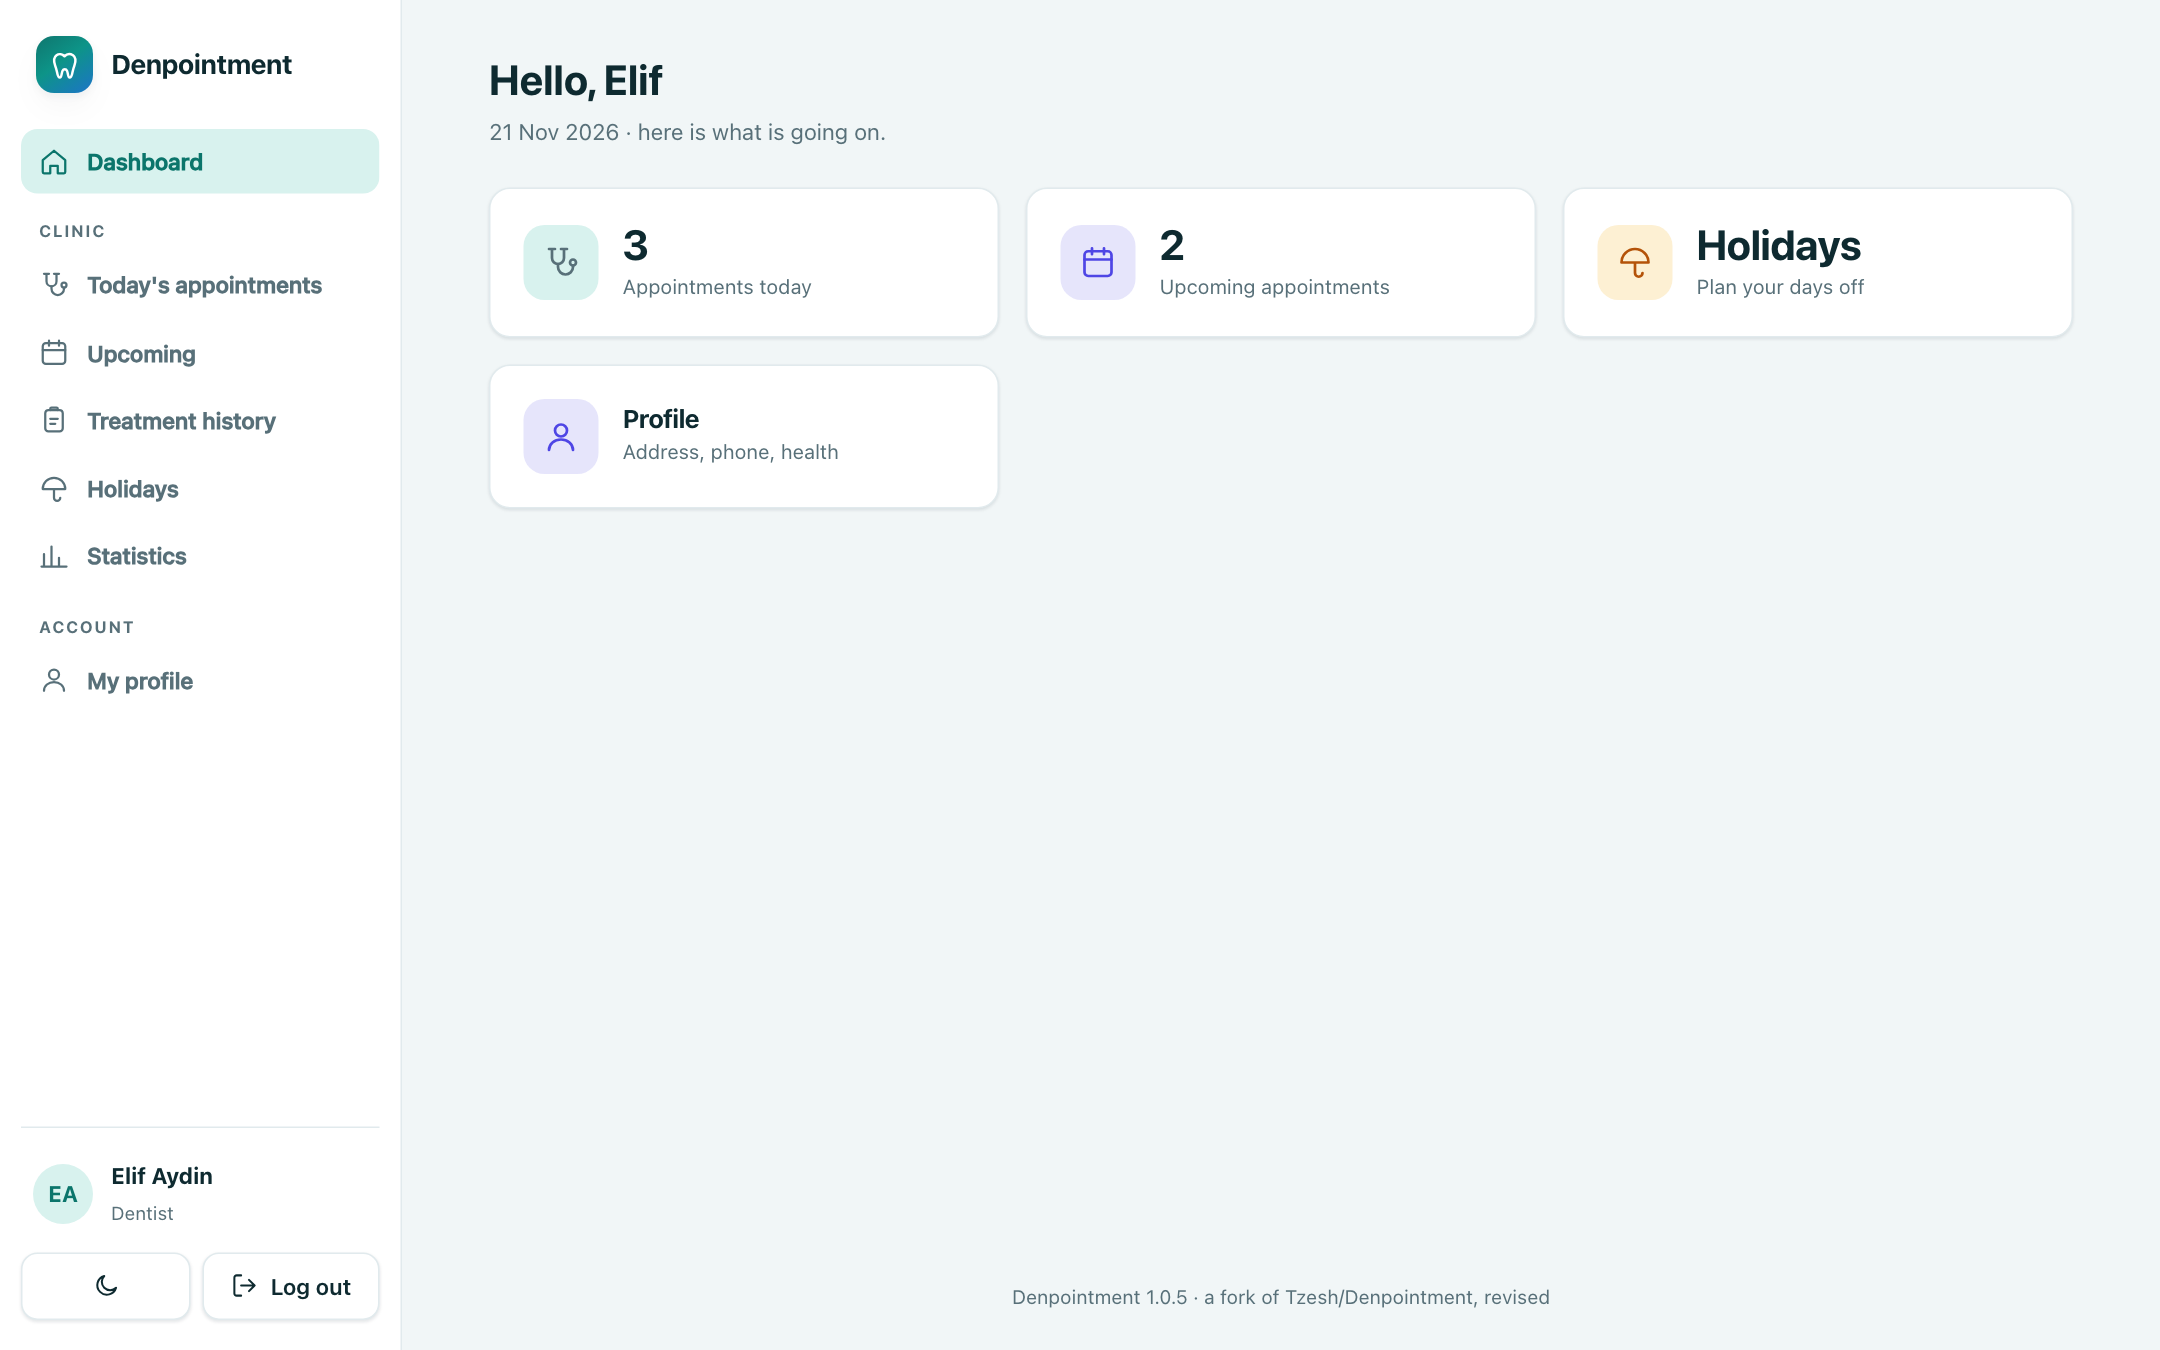 Denpointment
Dashboard
CLINIC
Today's appointments
Upcoming
Treatment history
Holidays
Statistics
ACCOUNT
My profile
EA
Elif Aydin
Dentist
Log out
Hello, Elif
21 Nov 2026 · here is what is going on.
3
Appointments today
2
Upcoming appointments
Holidays
Plan your days off
Profile
Address, phone, health
Denpointment 1.0.5 · a fork of Tzesh/Denpointment, revised